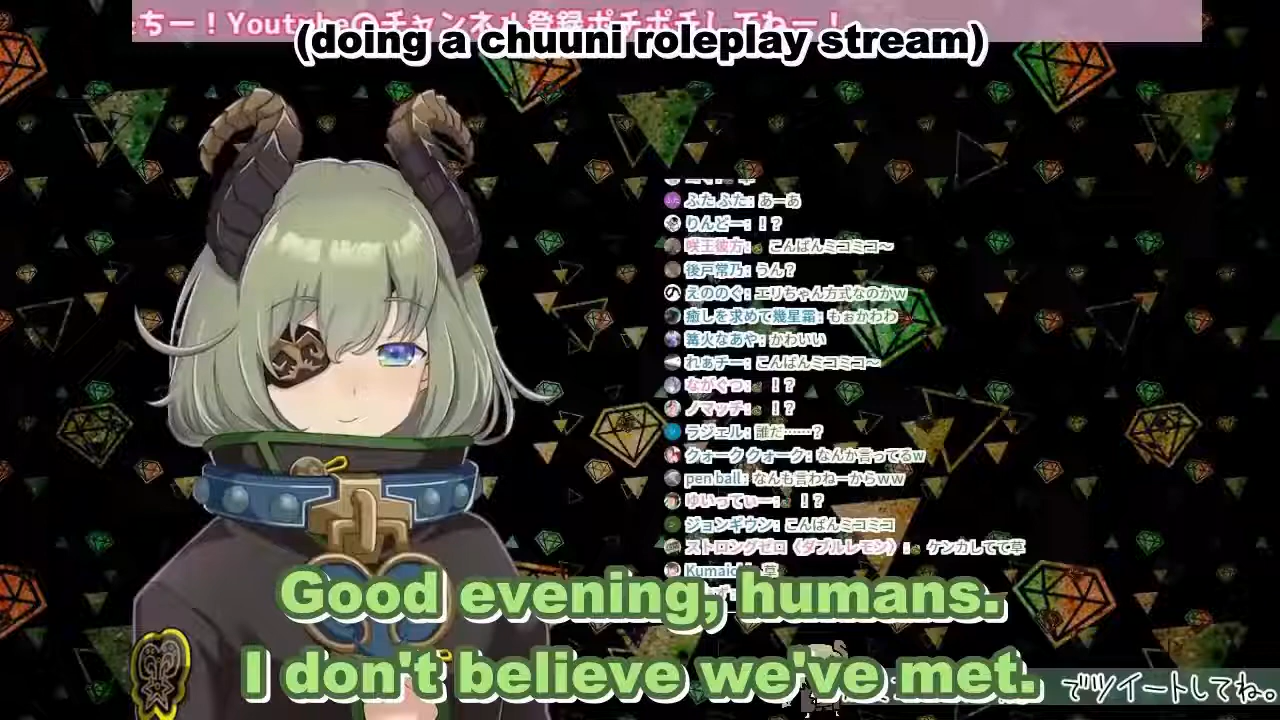 ちー！Youtubeのチャンネル登録ポチポチしてねー！
(doing a chuuni roleplay stream)
ふた ふた: あーあ
りんどー: ！？
咲王彼方: こんばんミコミコ～
後戸常乃: うん？
えののぐ: エリちゃん方式なのかw
癒しを求めて幾星霜: もぉかわわ
篝火なあや: かわいい
れぁチー: こんばんミコミコ～
ながぐつ: ！？
ノマッチ: ！？
ラジェル: 誰だ……？
クォーク クォーク: なんか言ってるw
pen ball: なんも言わねーからww
ゆいってぃー: ！？
ジョンギウン: こんばんミコミコ
ストロングゼロ〈ダブルレモン〉: ケンカしてて草
Kumai 草
Good evening, humans.
I don't believe we've met.
でツイートしてね。